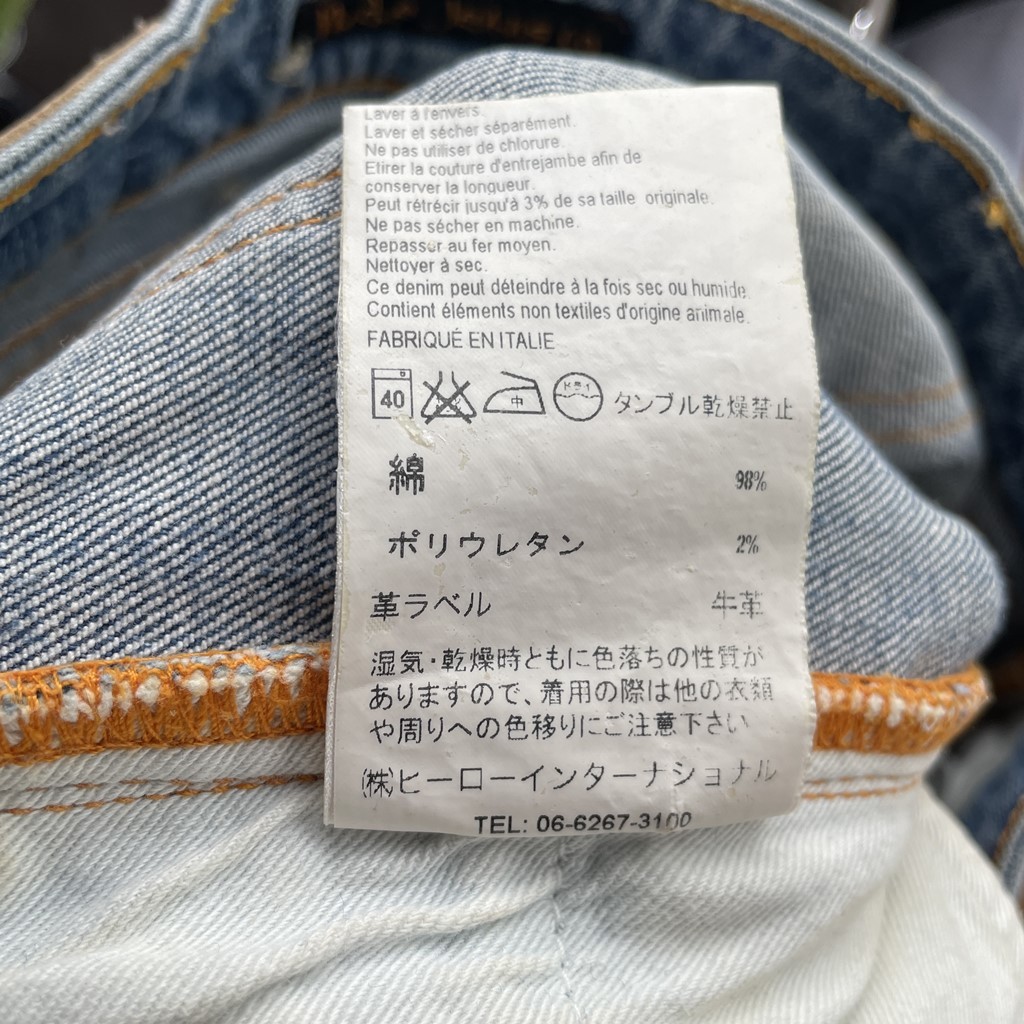 Laver à l'envers.
Laver et sécher séparément.
Ne pas utiliser de chlorure.
Etirer la couture d'entrejambe afin de
conserver la longueur.
Peut rétrécir jusqu'à 3% de sa taille originale.
Ne pas sécher en machine.
Repasser au fer moyen.
Nettoyer à sec.
Ce denim peut déteindre à la fois sec ou humide.
Contient éléments non textiles d'origine animale.
FABRIQUÉ EN ITALIE
40 中 タンブル乾燥禁止
綿 98%
ポリウレタン 2%
革ラベル 牛革
湿気・乾燥時ともに色落ちの性質が
ありますので、着用の際は他の衣類
や周りへの色移りにご注意下さい
(株)ヒーローインターナショナル
TEL: 06-6267-3100